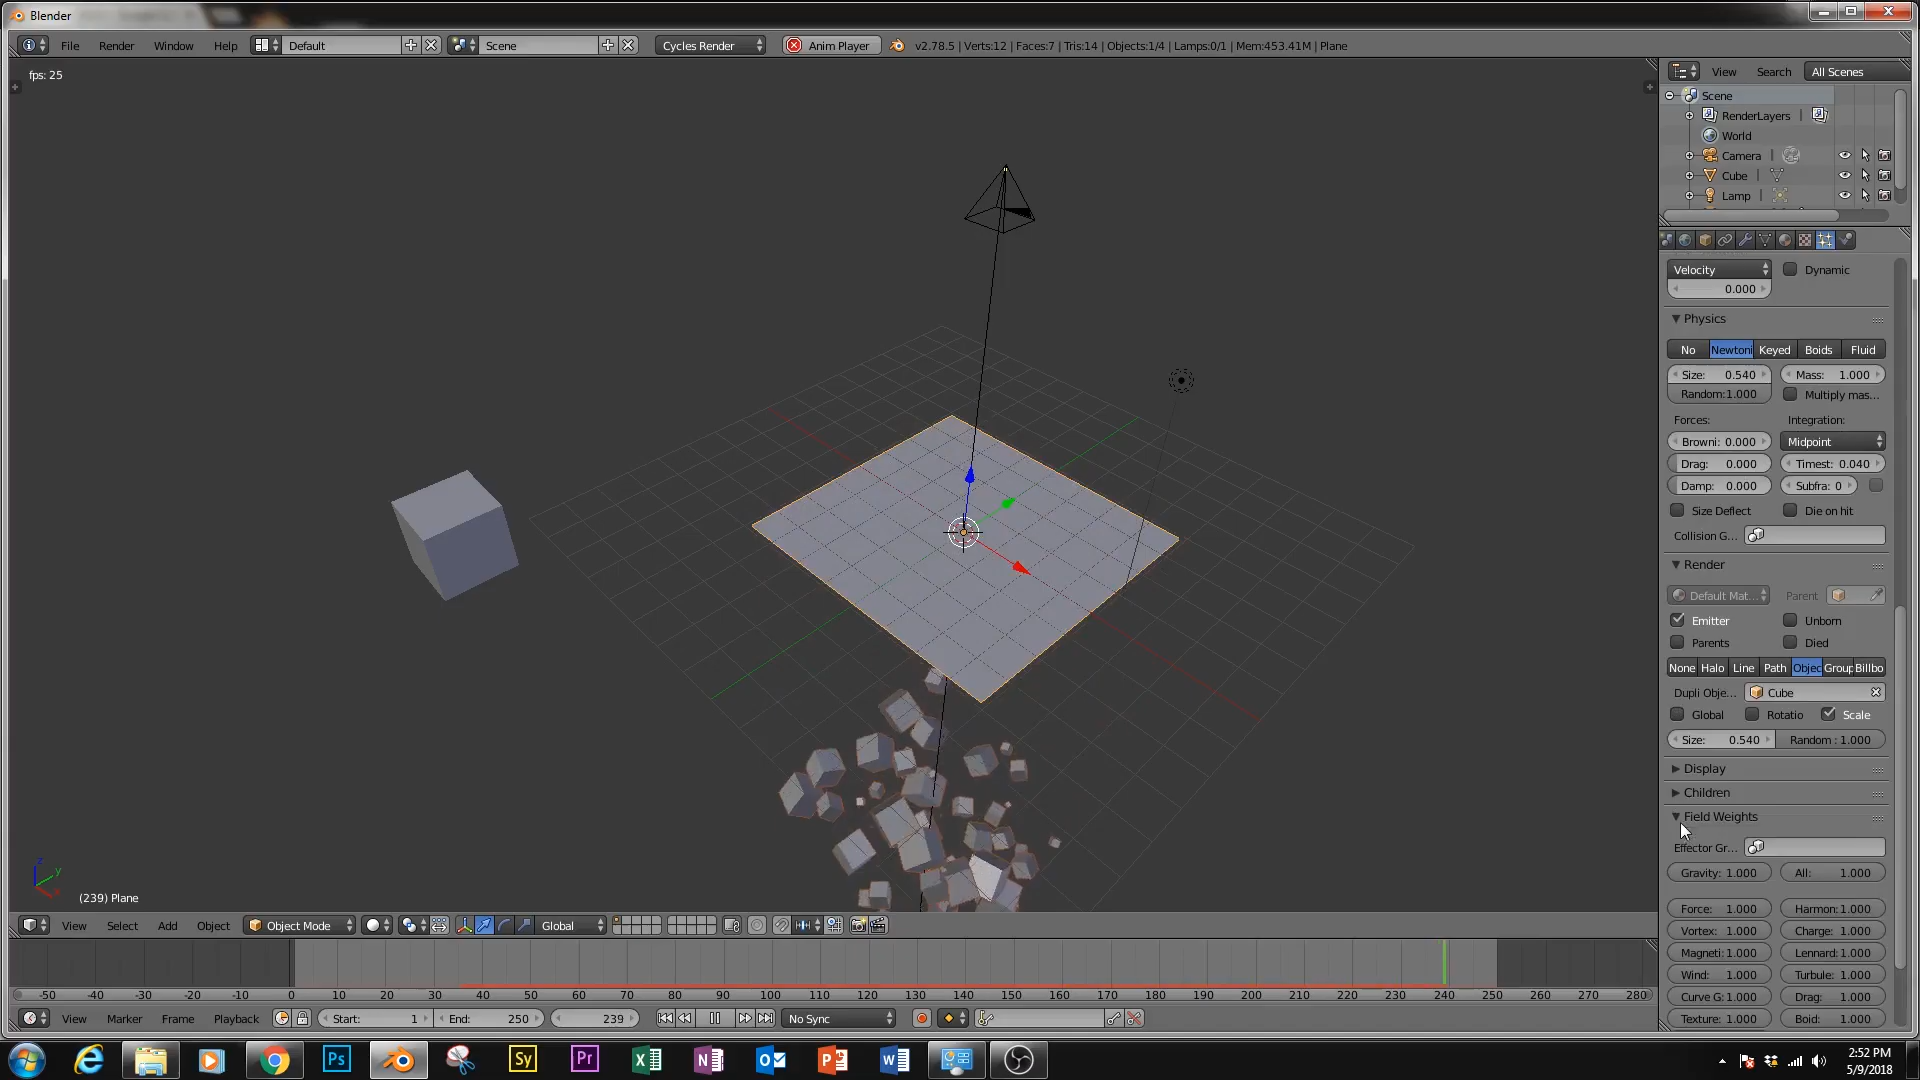 Blender
File Render Window Help Default Scene Cycles Render Anim Player v2.78.5 | Verts:12 | Faces:7 | Tris:14 | Objects:1/4 | Lamps:0/1 | Mem:453.41M | Plane
fps: 25
View Search All Scenes
Scene
RenderLayers
World
Camera
Cube
Lamp
Velocity Dynamic
0.000
Physics
No Newtoni Keyed Boids Fluid
Size: 0.540 Mass: 1.000
Random:1.000 Multiply mas...
Forces: Integration:
Browni: 0.000 Midpoint
Drag: 0.000 Timest: 0.040
Damp: 0.000 Subfra: 0
Size Deflect Die on hit
Collision G...
Render
Default Mat... Parent
Emitter Unborn
Parents Died
None Halo Line Path Objec Group Billbo
Dupli Obje... Cube
Global Rotatio Scale
Size: 0.540 Random : 1.000
Display
Children
Field Weights
Effector Gr...
Gravity: 1.000 All: 1.000
Force: 1.000 Harmon:1.000
Vortex: 1.000 Charge: 1.000
Magneti:1.000 Lennard:1.000
Wind: 1.000 Turbule: 1.000
Curve G:1.000 Drag: 1.000
Texture: 1.000 Boid: 1.000
z
y
x
(239) Plane
View Select Add Object Object Mode Global
-50 -40 -30 -20 -10 0 10 20 30 40 50 60 70 80 90 100 110 120 130 140 150 160 170 180 190 200 210 220 230 240 250 260 270 280
View Marker Frame Playback Start: 1 End: 250 239 No Sync
Ps Sy Pr X N O P W
2:52 PM
5/9/2018